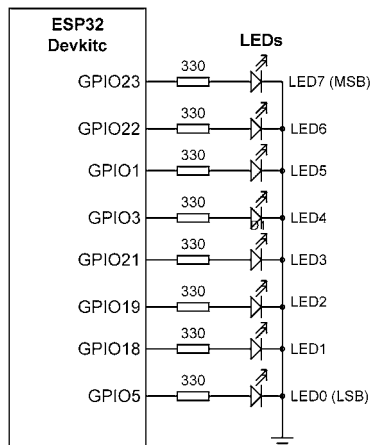 ESP32
Devkitc
LEDs
330
GPIO23
LED7 (MSB)
330
GPIO22
LED6
330
GPIO1
LED5
330
GPIO3
LED4
D1
330
GPIO21
LED3
330
GPIO19
LED2
330
GPIO18
LED1
330
GPIO5
LED0 (LSB)